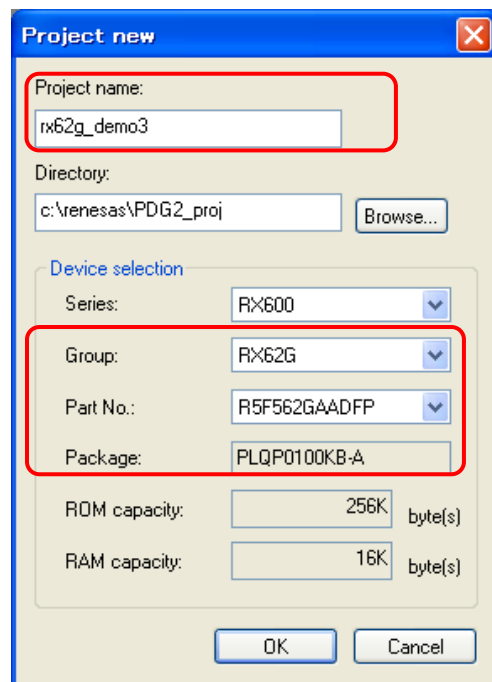 Project new
Project name:
rx62g_demo3
Directory:
c:\renesas\PDG2_proj
Browse...
Device selection
Series: RX600
Group: RX62G
Part No.: R5F562GAADFP
Package: PLQP0100KB-A
ROM capacity: 256K byte(s)
RAM capacity: 16K byte(s)
OK Cancel